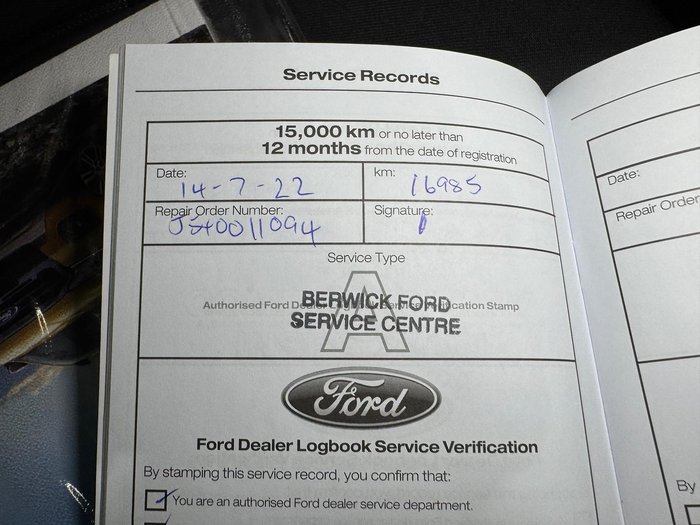 Service Records
15,000 km or no later than
12 months from the date of registration
Date:
14-7-22
km:
16985
Repair Order Number:
Signature:
Service Type
A
Authorised Ford Dealer Logbook Service Verification Stamp
BERWICK FORD
SERVICE CENTRE
Ford
Ford Dealer Logbook Service Verification
By stamping this service record, you confirm that:
You are an authorised Ford dealer service department.
Date:
Repair Order
By